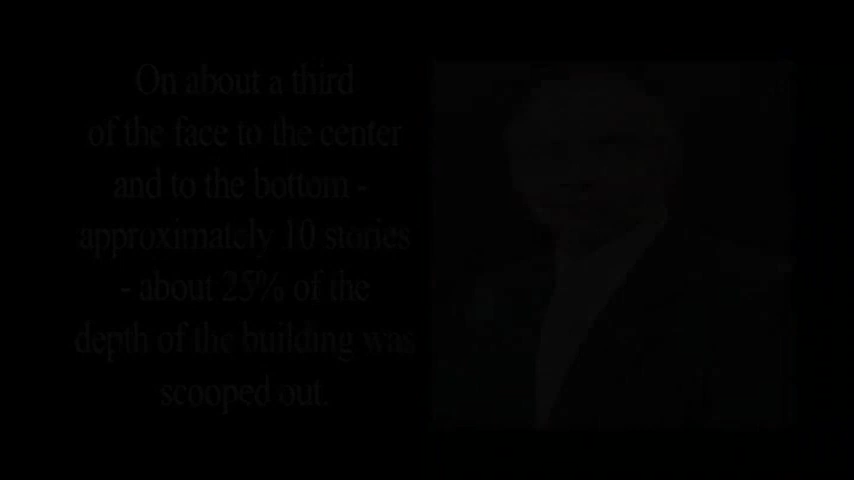 On about a third
of the face to the center
and to the bottom -
approximately 10 stories
- about 25% of the
depth of the building was
scooped out.